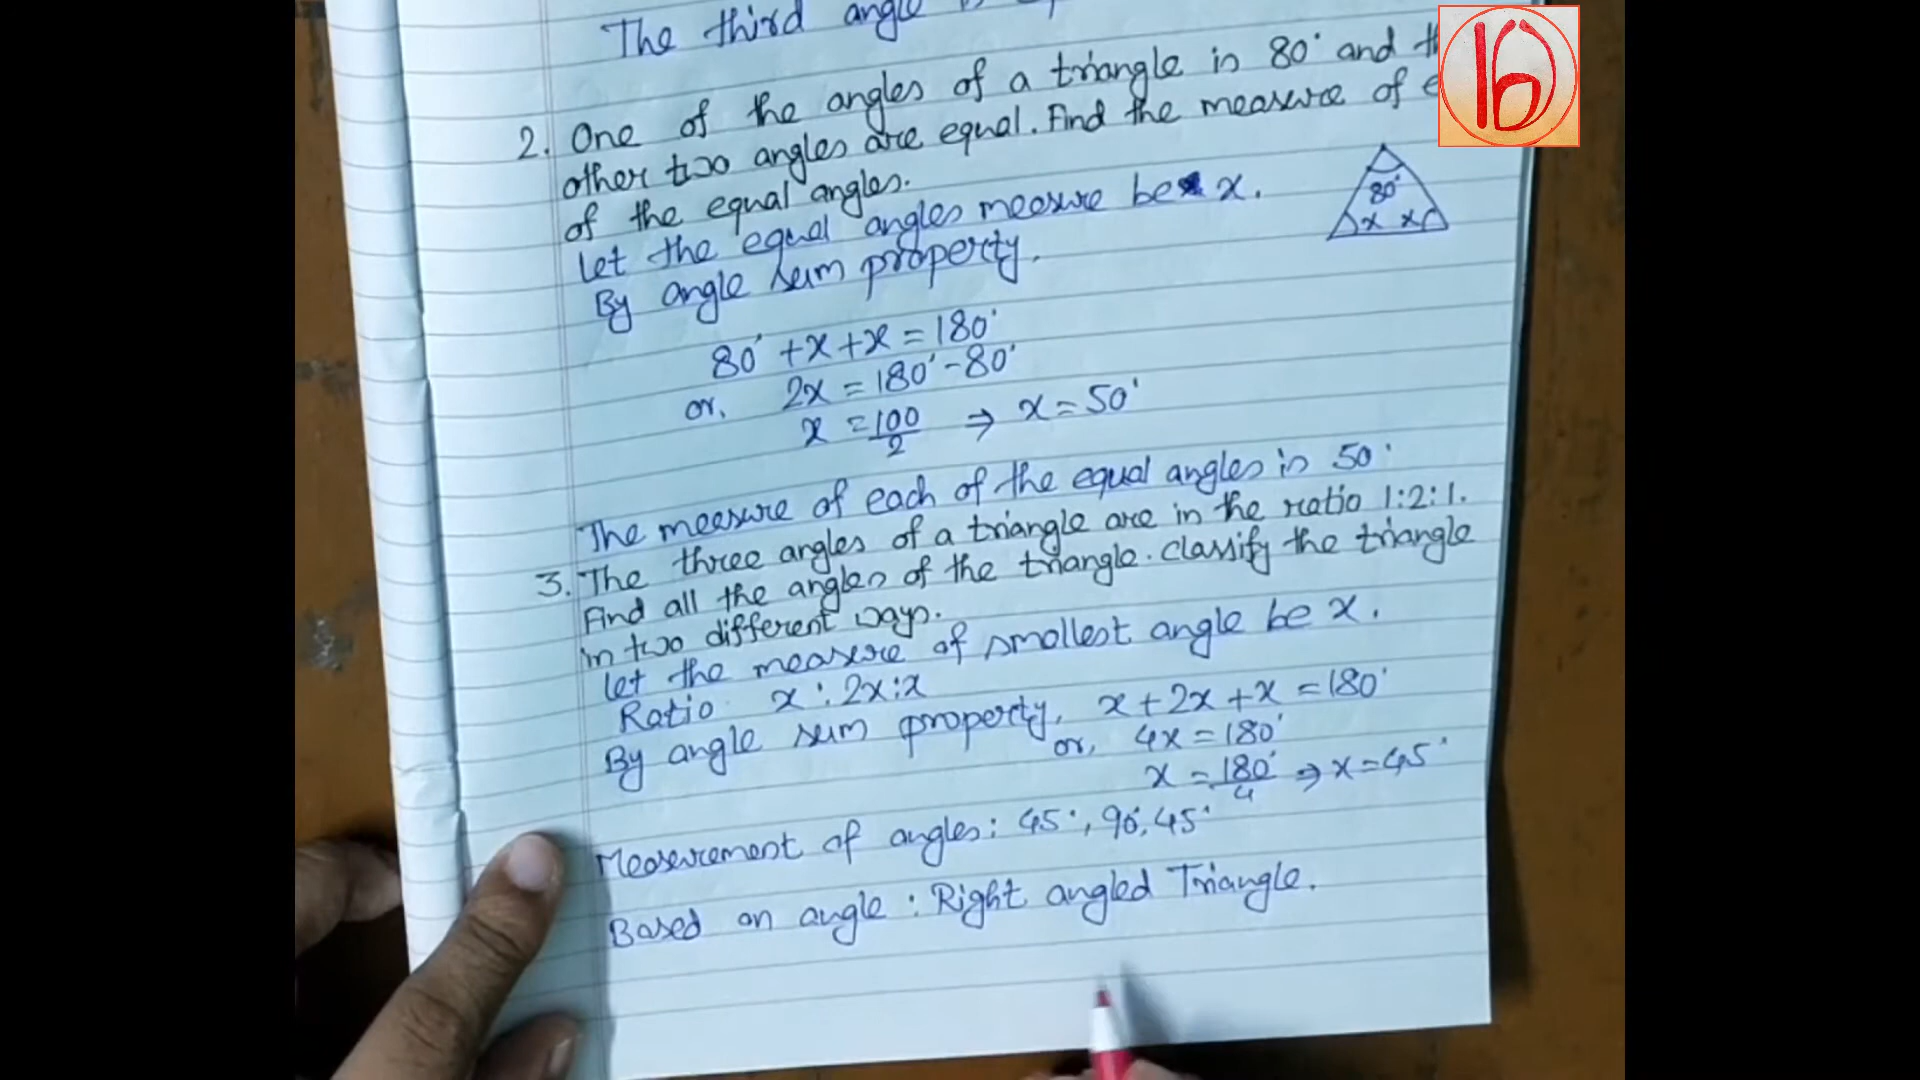 The third angle is
2. One of the angles of a triangle is 80° and
other two angles are equal. Find the measure of
of the equal angles.
Let the equal angles measure be x.
By angle sum property.
80°
x x
80° + x + x = 180°
or, 2x = 180° - 80°
x = 100/2 ⇒ x = 50°
The measure of each of the equal angles is 50°
3. The three angles of a triangle are in the ratio 1:2:1.
Find all the angles of the triangle. Classify the triangle
in two different ways.
Let the measure of smallest angle be x.
Ratio x : 2x : x
By angle sum property, x + 2x + x = 180°
or, 4x = 180°
x = 180°/4 ⇒ x = 45°
Measurement of angles: 45°, 90°, 45°
Based on angle: Right angled Triangle.